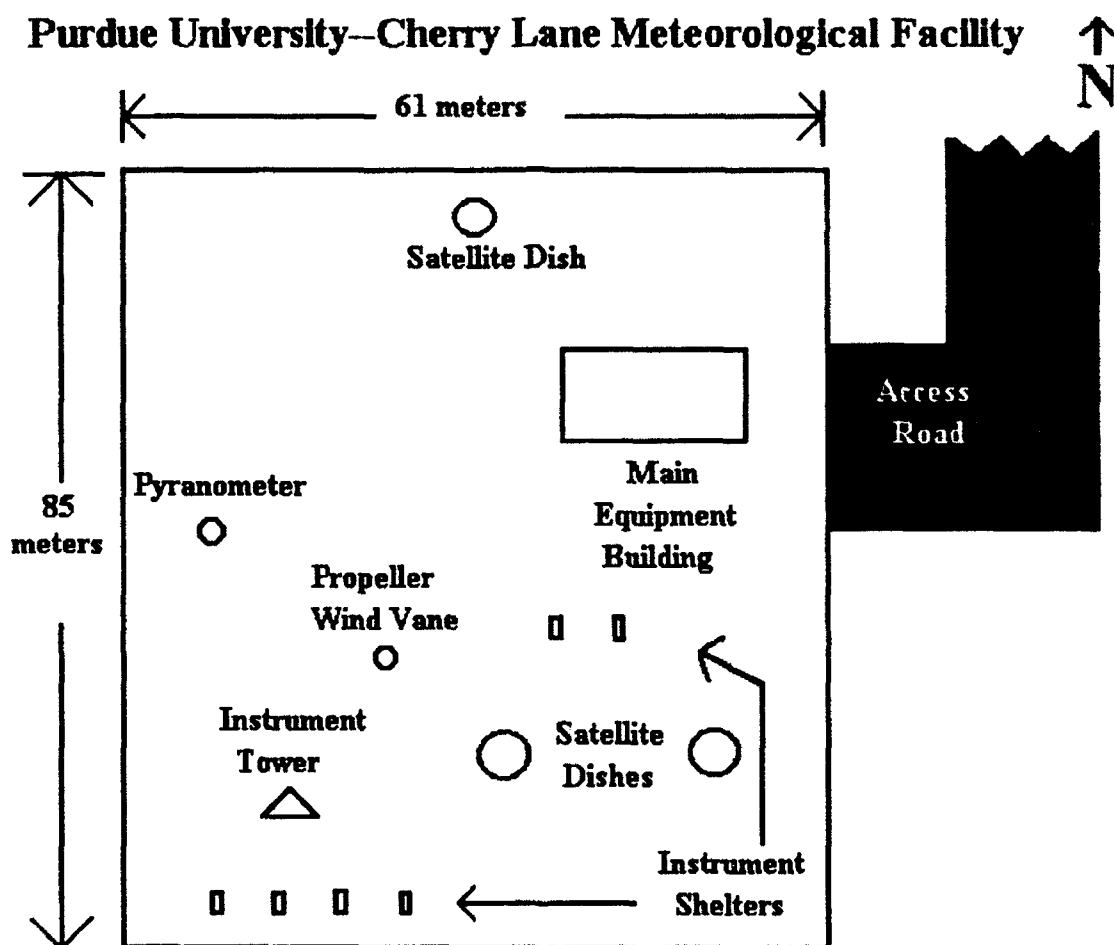 Purdue University—Cherry Lane Meteorological Facility
N
61 meters
Satellite Dish
Access
Road
Main
Equipment
Building
Pyranometer
85
meters
Propeller
Wind Vane
Instrument
Tower
Satellite
Dishes
Instrument
Shelters